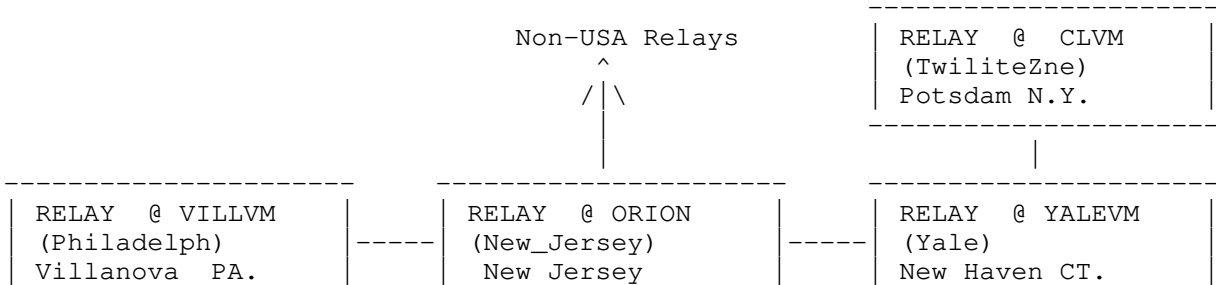 Non-USA Relays
RELAY @ CLVM
(TwiliteZne)
Potsdam N.Y.
RELAY @ VILLVM
(Philadelph)
Villanova PA.
RELAY @ ORION
(New_Jersey)
New Jersey
RELAY @ YALEVM
(Yale)
New Haven CT.